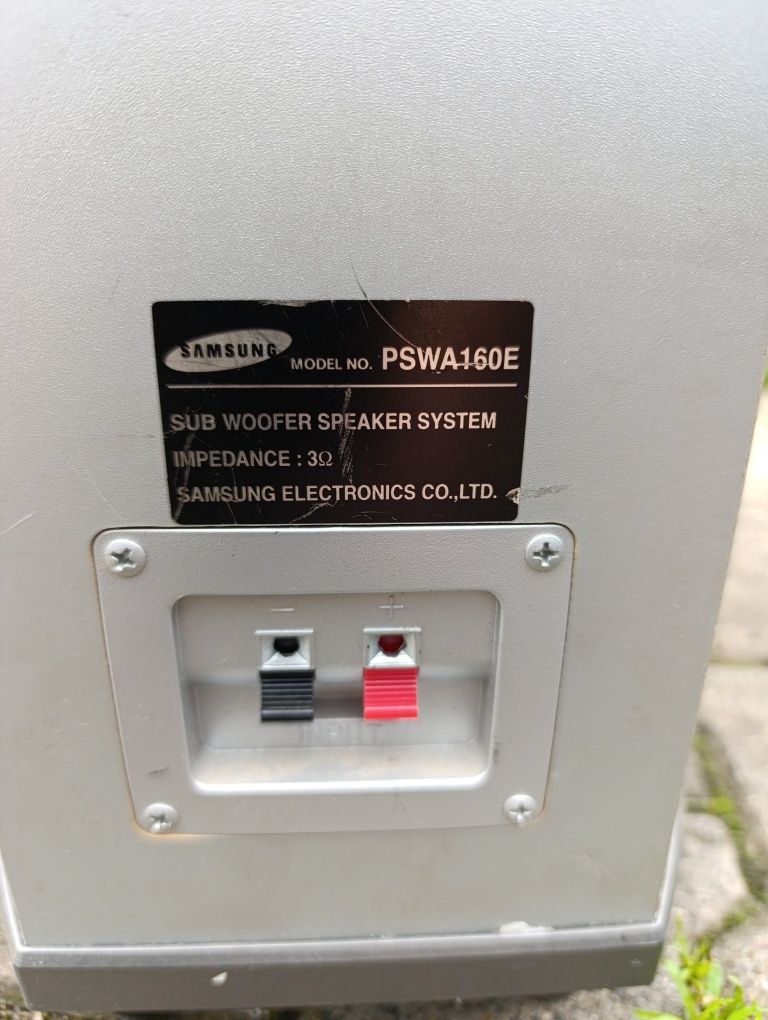 SAMSUNG MODEL NO. PSWA160E
SUB WOOFER SPEAKER SYSTEM
IMPEDANCE : 3Ω
SAMSUNG ELECTRONICS CO.,LTD.
− +